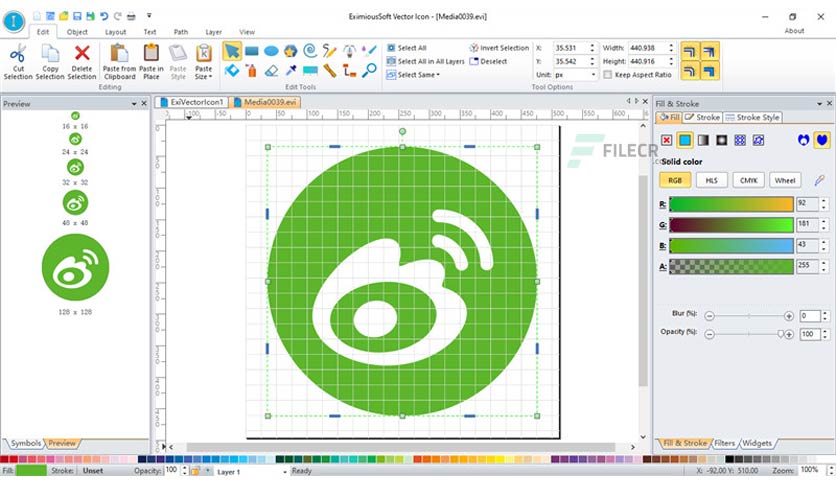 EximiousSoft Vector Icon - [Media0039.evi]
Edit Object Layout Text Path Layer View About
Cut Selection
Copy Selection
Delete Selection
Paste from Clipboard
Paste in Place
Paste Style
Paste Size
Select All
Select All in All Layers
Select Same
Invert Selection
Deselect
X: 35.531 Width: 440.938
Y: 35.542 Height: 440.916
Unit: px Keep Aspect Ratio
Editing Edit Tools Tool Options
Preview
ExiVectorIcon1 Media0039.evi
Fill & Stroke
Fill Stroke Stroke Style
16 x 16
24 x 24
32 x 32
48 x 48
128 x 128
FILECR
.com
Solid color
RGB HLS CMYK Wheel
R: 92
G: 181
B: 43
A: 255
Blur (%): 0
Opacity (%): 100
Symbols Preview
Fill & Stroke Filters Widgets
Fill: Stroke: Unset Opacity: 100 Layer 1 Ready X: -92.00 Y: 510.00 Zoom: 100%